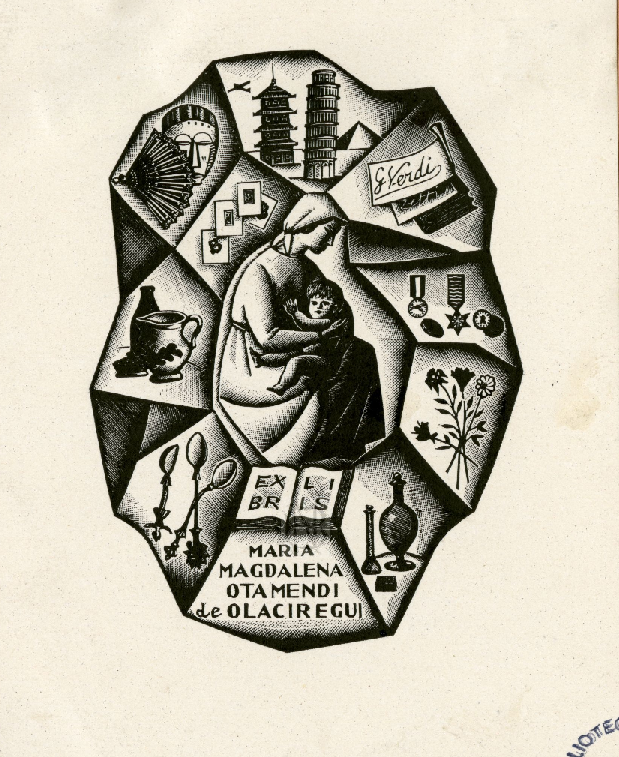 G Verdi
EX LI
BR IS
MARIA
MAGDALENA
OTAMENDI
de OLACIREGUI